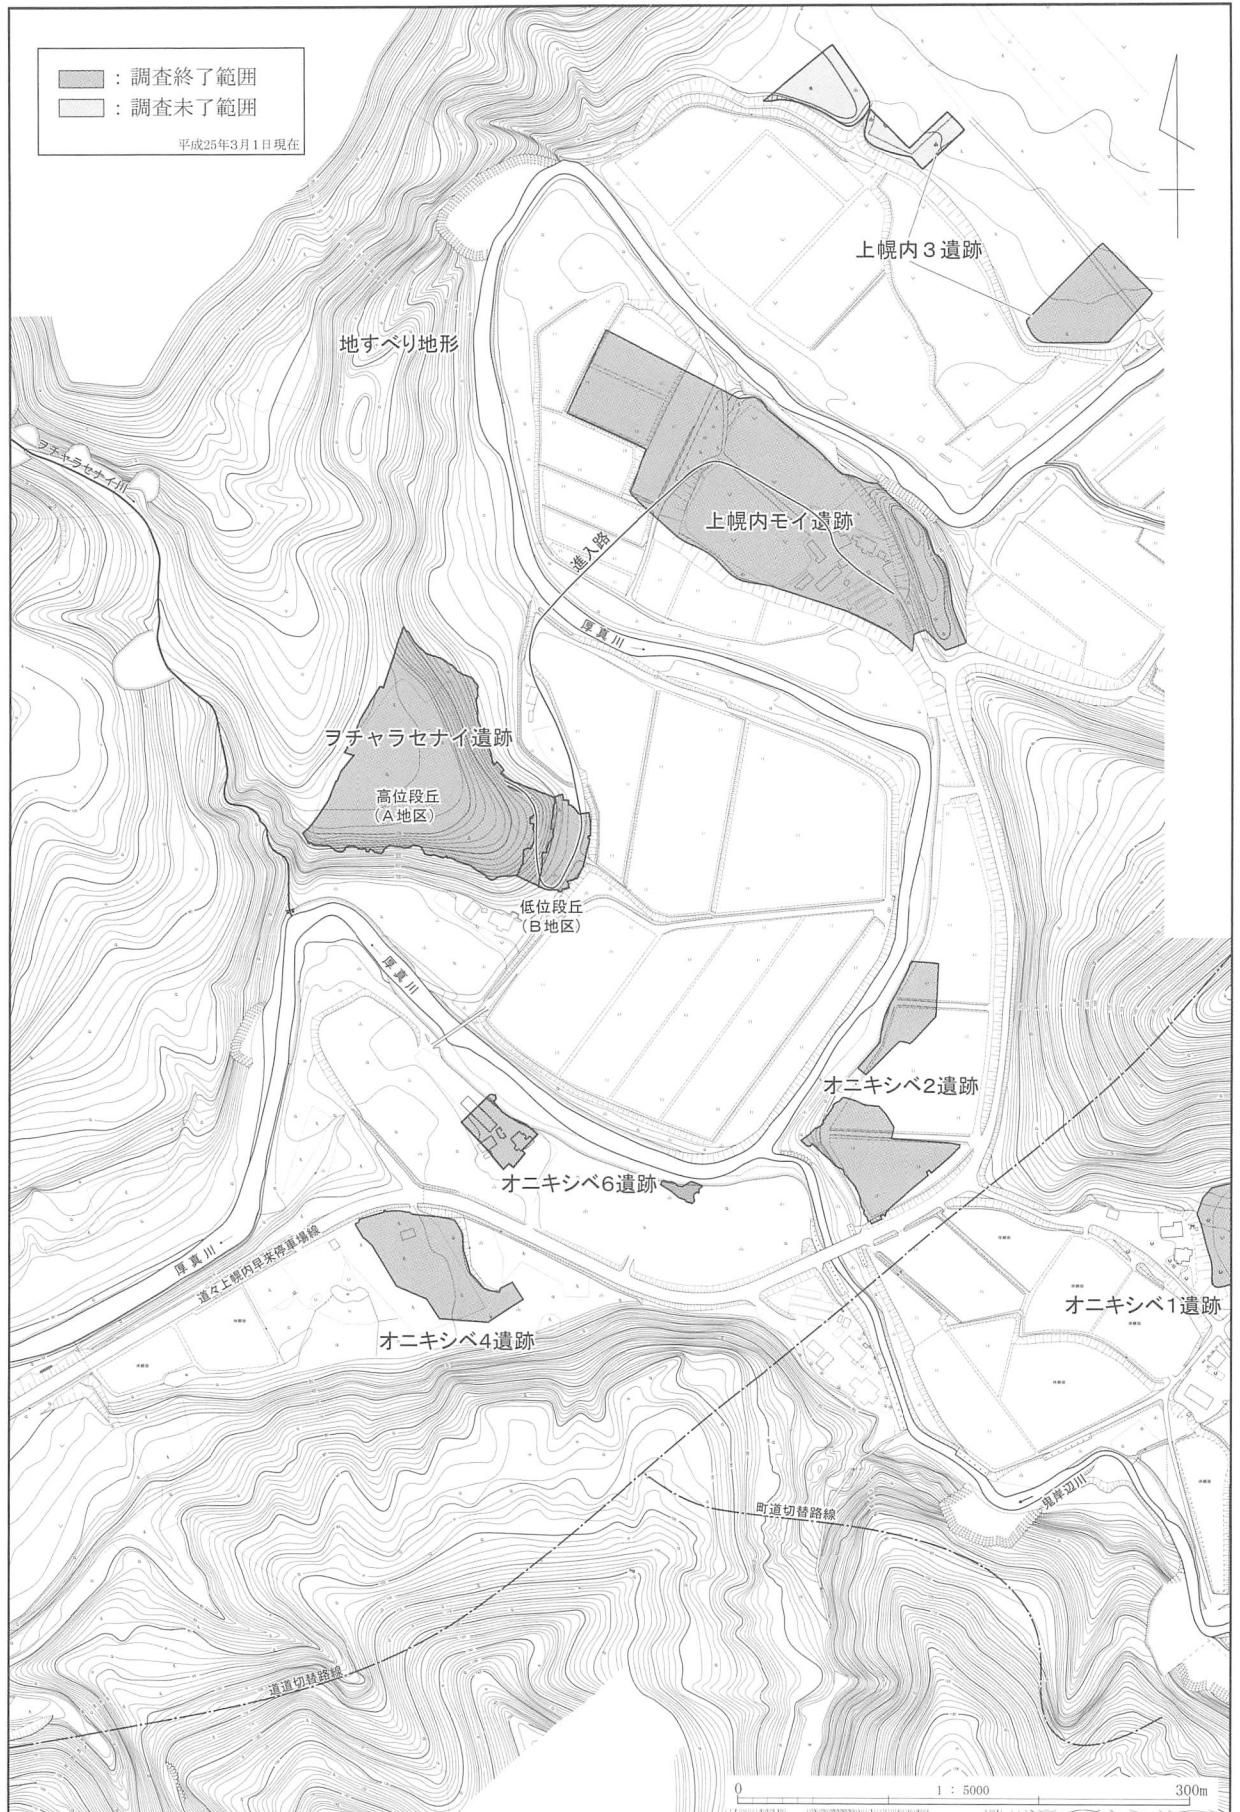 ：調査終了範囲
：調査未了範囲
平成25年3月1日現在
上幌内3遺跡
地すべり地形
ヲチャラセナイ川
上幌内モイ遺跡
進入路
厚真川
ヲチャラセナイ遺跡
高位段丘
(A地区)
低位段丘
(B地区)
厚真川
オニキシベ2遺跡
オニキシベ6遺跡
厚真川
道々上幌内早来停車場線
オニキシベ1遺跡
オニキシベ4遺跡
鬼岸辺川
町道切替路線
道道切替路線
0
1 : 5000
300m